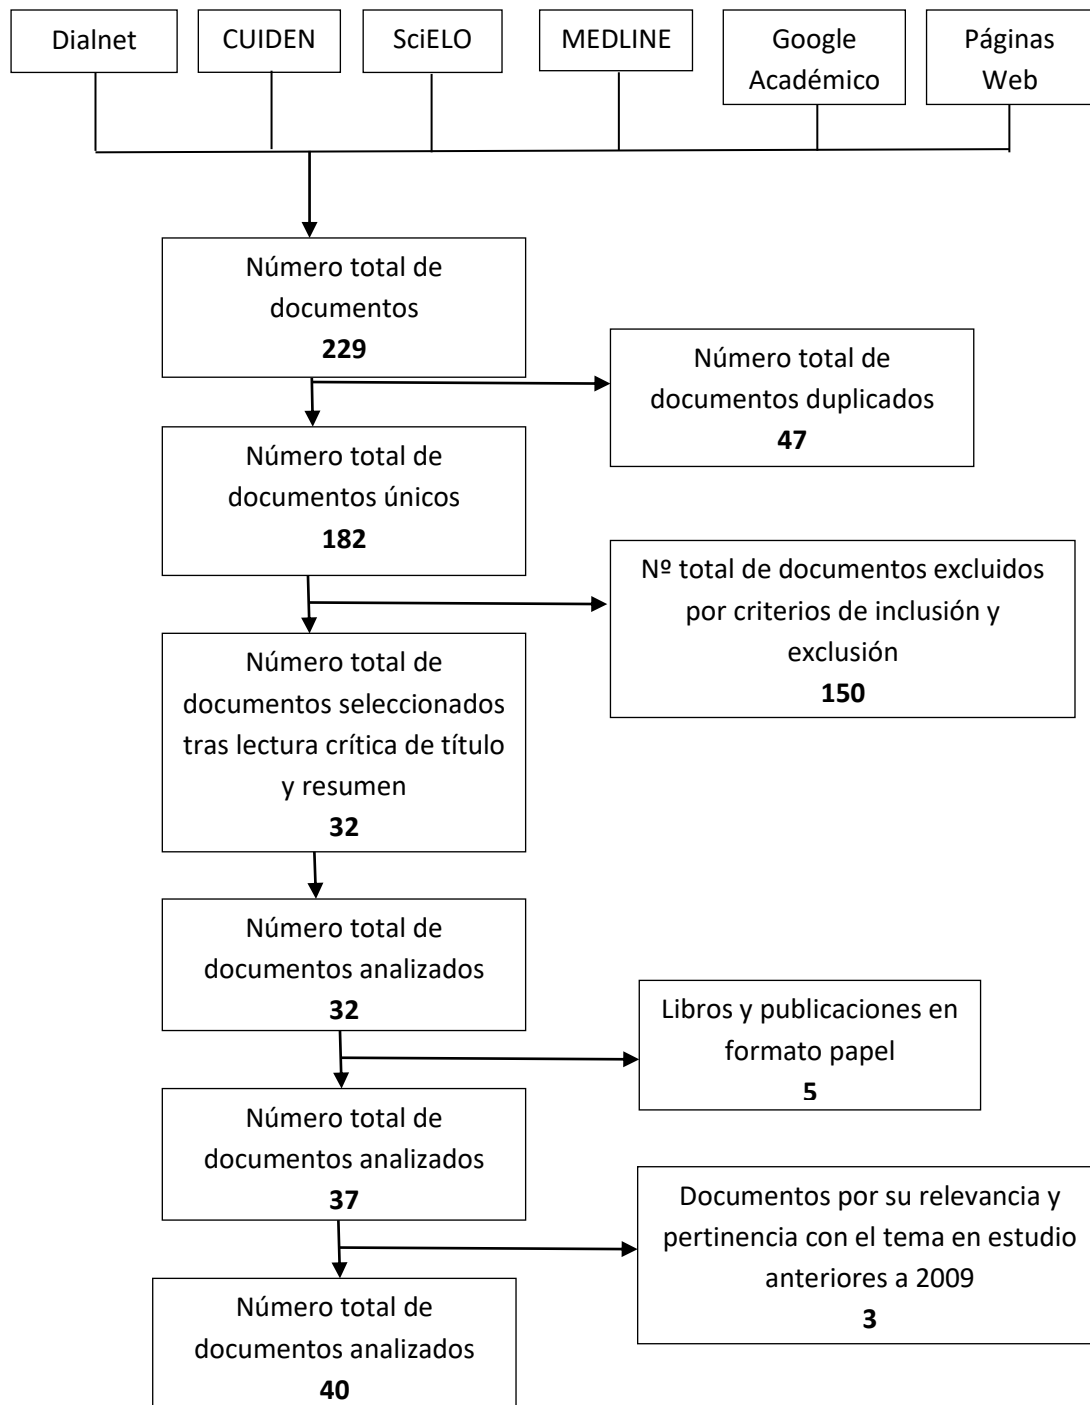 Dialnet
CUIDEN
SciELO
MEDLINE
Google
Académico
Páginas
Web
Número total de
documentos
229
Número total de
documentos duplicados
47
Número total de
documentos únicos
182
Nº total de documentos excluidos
por criterios de inclusión y
exclusión
150
Número total de
documentos seleccionados
tras lectura crítica de título
y resumen
32
Número total de
documentos analizados
32
Libros y publicaciones en
formato papel
5
Número total de
documentos analizados
37
Documentos por su relevancia y
pertinencia con el tema en estudio
anteriores a 2009
3
Número total de
documentos analizados
40